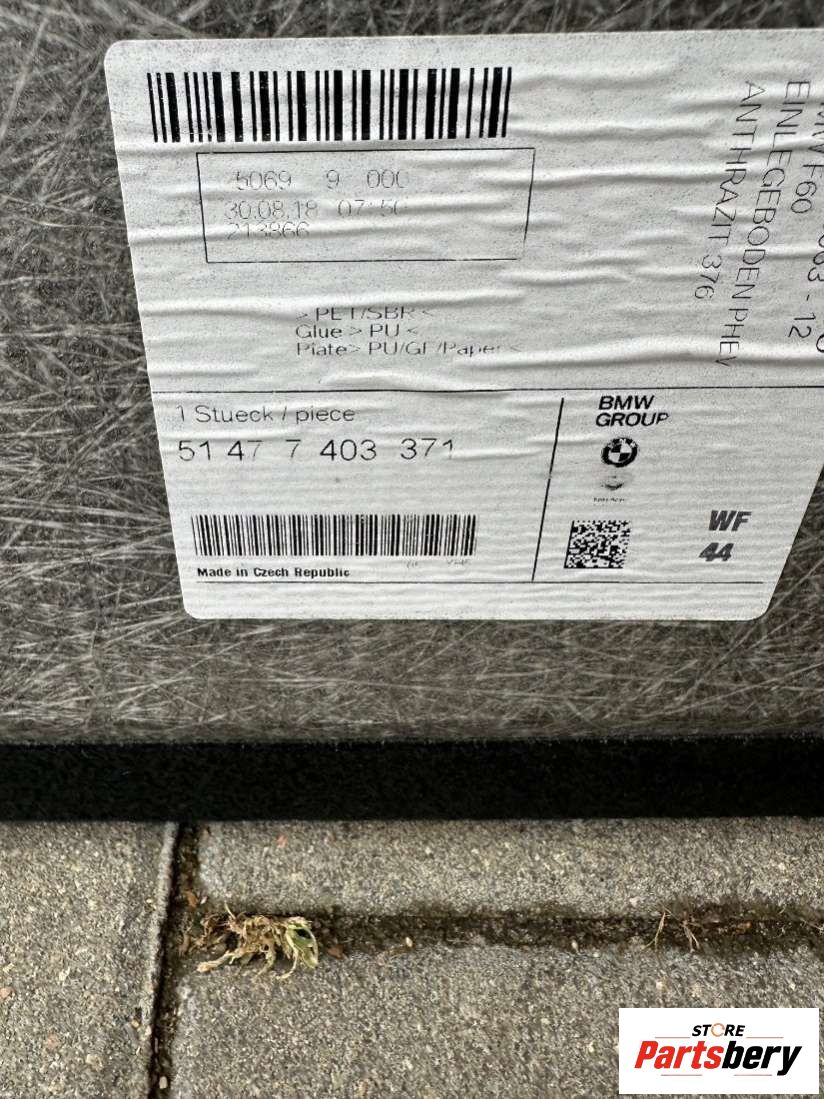 5069 9 000
30.08.18 07:50
213866
> PET/SBR <
Glue > PU <
Plate> PU/GF/Paper <
1 Stueck / piece
51 47 7 403 371
Made in Czech Republic
BMW
GROUP
WF
44
F60
EINLEGEBODEN PHEV
ANTHRAZIT 376
STORE
Partsbery